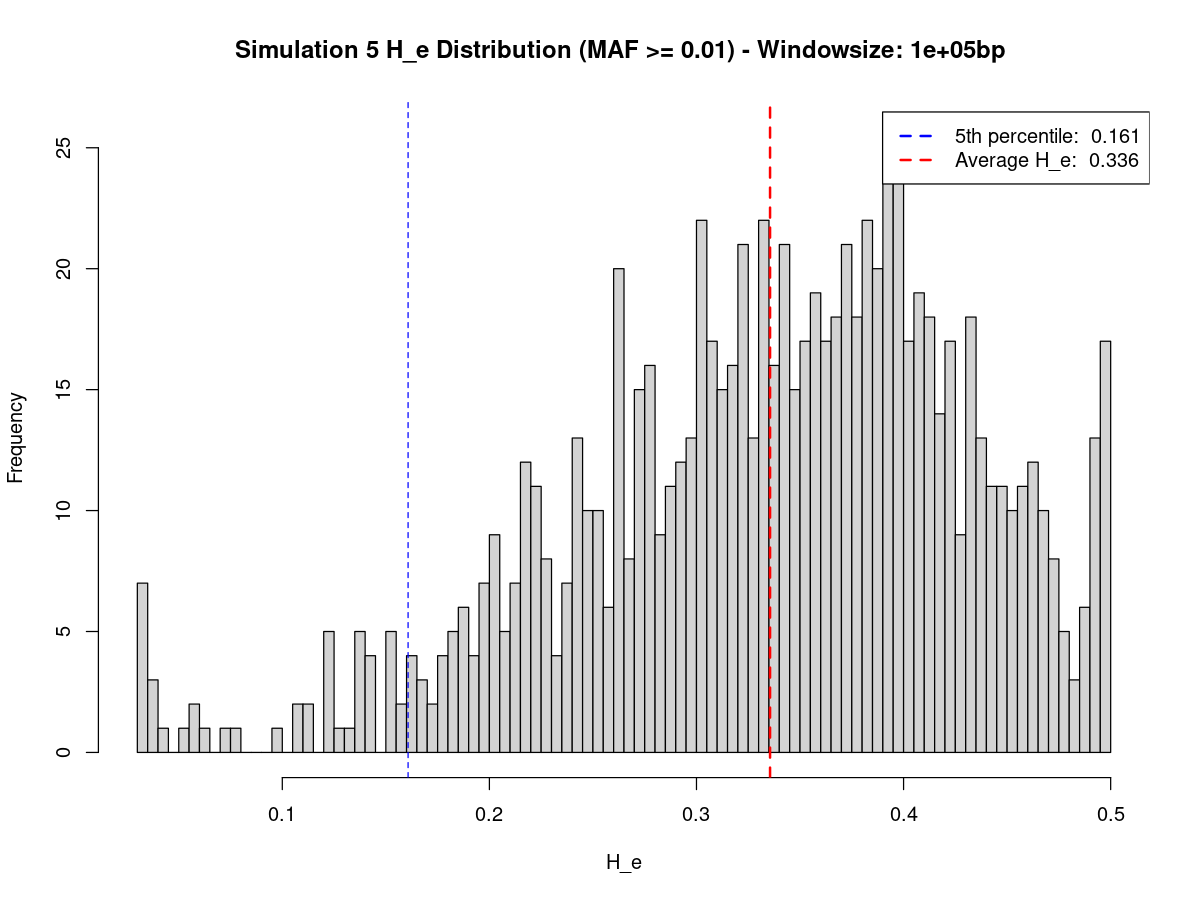 Simulation 5 H_e Distribution (MAF >= 0.01) - Windowsize: 1e+05bp
5th percentile:  0.161
Average H_e:  0.336
Frequency
25
20
15
10
5
0
0.1
0.2
0.3
0.4
0.5
H_e